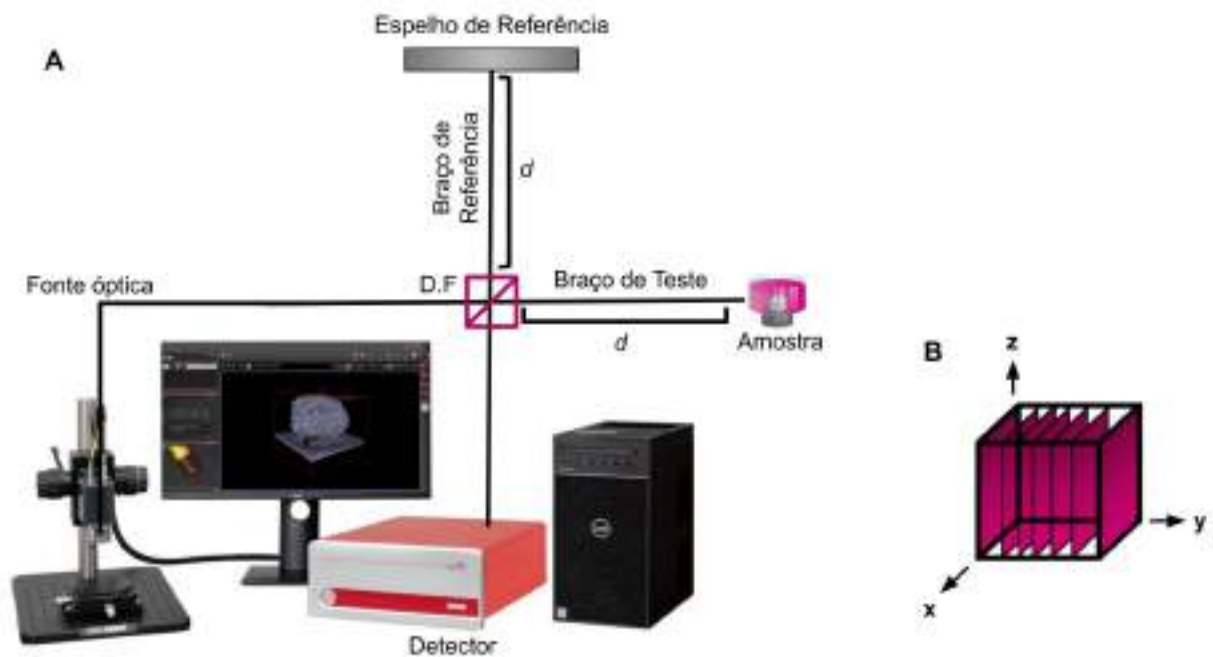 A
Espelho de Referência
Braço de
Referência
d
Fonte óptica
D.F
Braço de Teste
d
Amostra
Detector
B
z
y
x